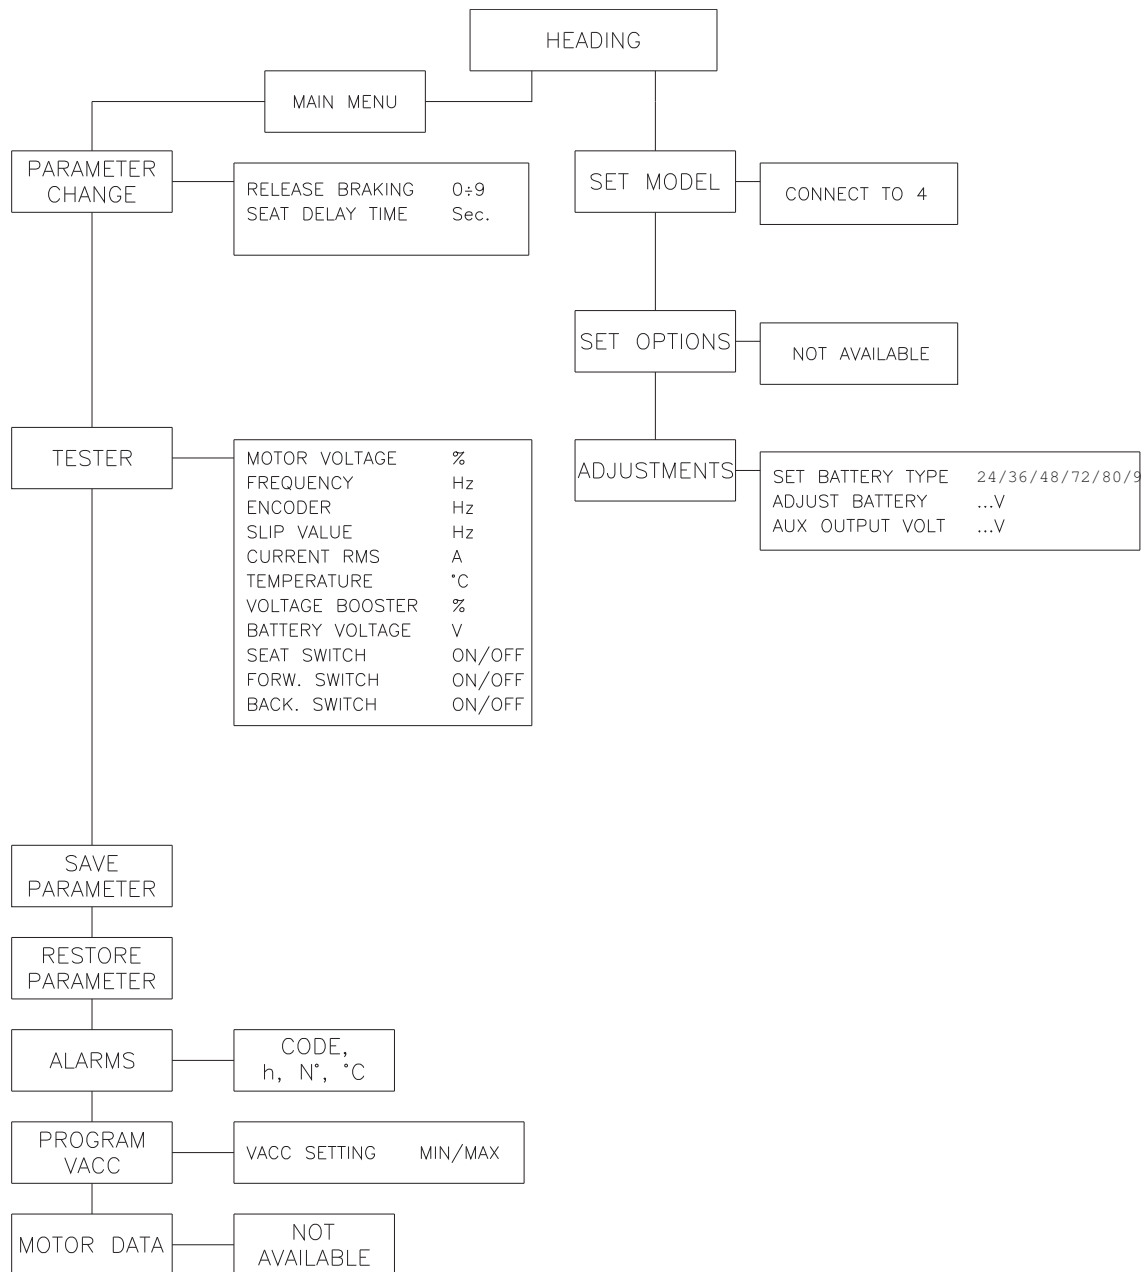 HEADING
MAIN MENU
PARAMETER
CHANGE
RELEASE BRAKING 0÷9
SEAT DELAY TIME Sec.
SET MODEL
CONNECT TO 4
SET OPTIONS
NOT AVAILABLE
TESTER
MOTOR VOLTAGE %
FREQUENCY Hz
ENCODER Hz
SLIP VALUE Hz
CURRENT RMS A
TEMPERATURE °C
VOLTAGE BOOSTER %
BATTERY VOLTAGE V
SEAT SWITCH ON/OFF
FORW. SWITCH ON/OFF
BACK. SWITCH ON/OFF
ADJUSTMENTS
SET BATTERY TYPE 24/36/48/72/80/9
ADJUST BATTERY ...V
AUX OUTPUT VOLT ...V
SAVE
PARAMETER
RESTORE
PARAMETER
ALARMS
CODE,
h, N°, °C
PROGRAM
VACC
VACC SETTING MIN/MAX
MOTOR DATA
NOT
AVAILABLE